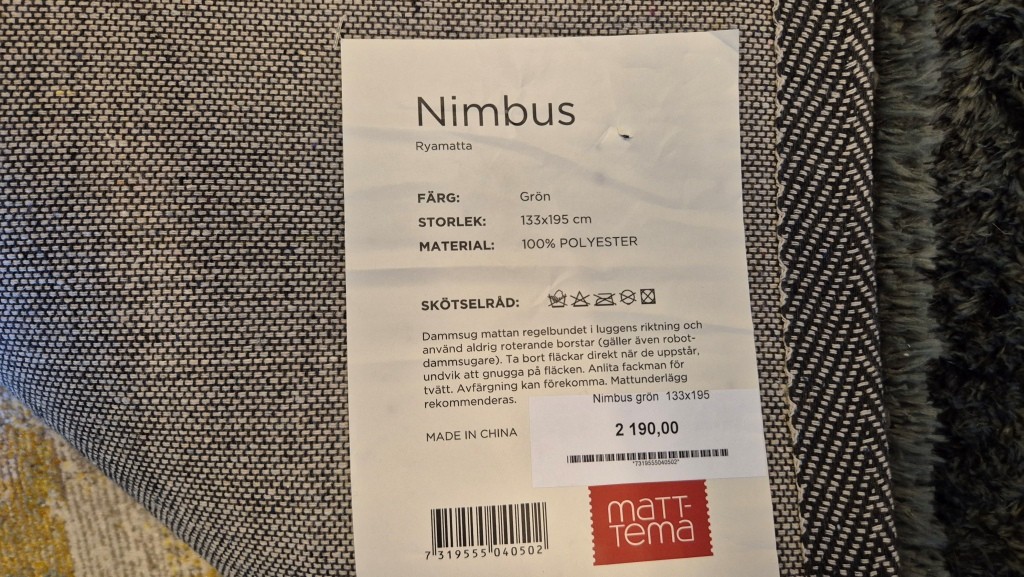 Nimbus
Ryamatta
FÄRG: Grön
STORLEK: 133x195 cm
MATERIAL: 100% POLYESTER
SKÖTSELRÅD:
Dammsug mattan regelbundet i luggens riktning och
använd aldrig roterande borstar (gäller även robot-
dammsugare). Ta bort fläckar direkt när de uppstår,
undvik att gnugga på fläcken. Anlita fackman för
tvätt. Avfärgning kan förekomma. Mattunderlägg
rekommenderas.
Nimbus grön 133x195
2 190,00
*7319555040502*
MADE IN CHINA
7 319555 040502
MATT-
TEMA